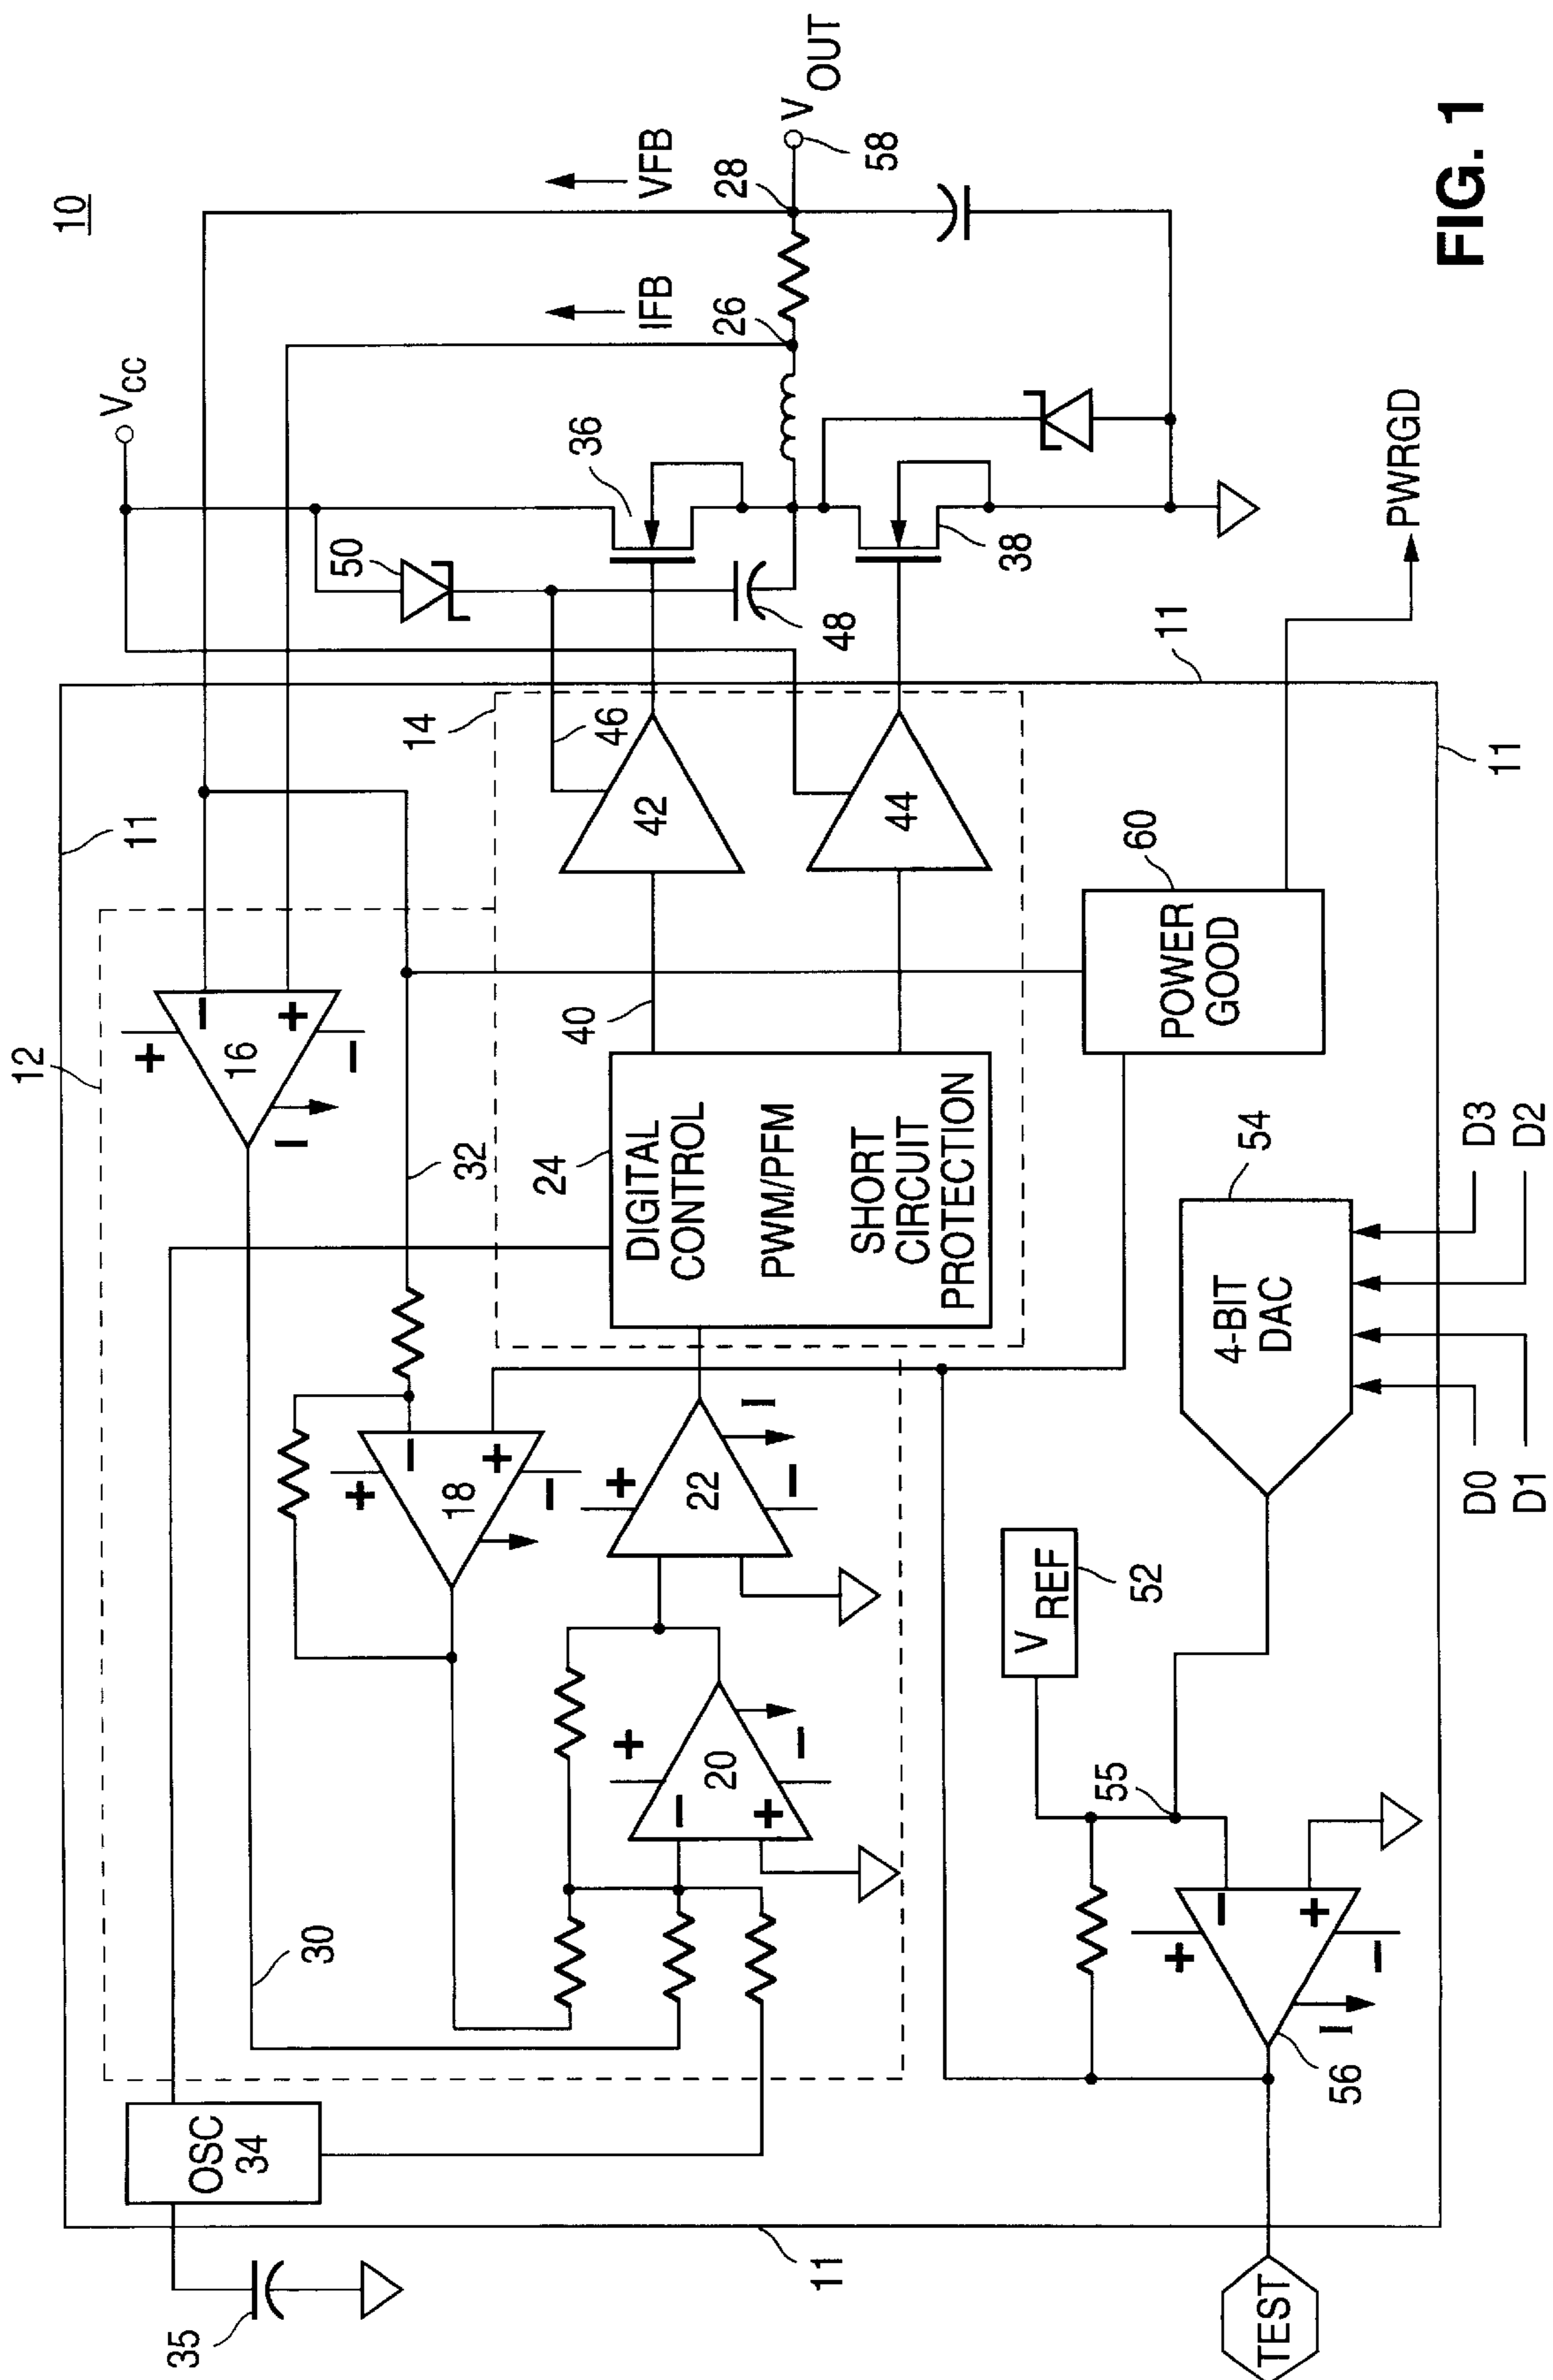 10
FIG. 1
VCC
VFB
IFB
VOUT
58
28
26
36
50
48
38
PWRGD
11
11
11
11
12
14
46
42
44
40
16
+
−
−
+
I
32
24
DIGITAL
CONTROL
PWM/PFM
SHORT
CIRCUIT
PROTECTION
60
POWER
GOOD
18
+
−
−
+
22
+
−
I
20
+
−
−
+
30
OSC
34
35
VREF
52
54
4-BIT
DAC
D0
D1
D2
D3
55
56
+
−
−
+
I
TEST